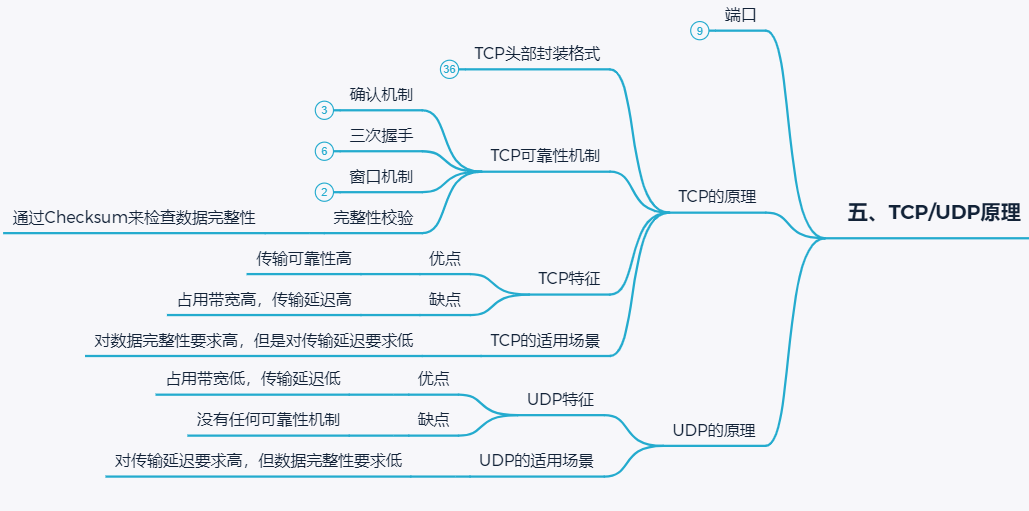 五、TCP/UDP原理
端口
9
TCP的原理
TCP头部封装格式
36
TCP可靠性机制
确认机制
3
三次握手
6
窗口机制
2
完整性校验
通过Checksum来检查数据完整性
TCP特征
优点
传输可靠性高
缺点
占用带宽高，传输延迟高
TCP的适用场景
对数据完整性要求高，但是对传输延迟要求低
UDP的原理
UDP特征
优点
占用带宽低，传输延迟低
缺点
没有任何可靠性机制
UDP的适用场景
对传输延迟要求高，但数据完整性要求低